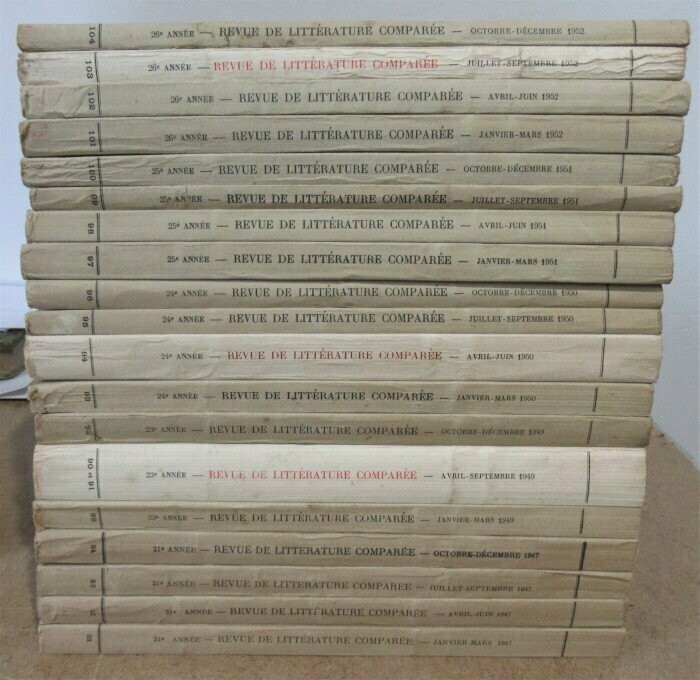 104 26e ANNÉE — REVUE DE LITTÉRATURE COMPARÉE — OCTOBRE-DÉCEMBRE 1952
103 26e ANNÉE — REVUE DE LITTÉRATURE COMPARÉE — JUILLET-SEPTEMBRE 1952
102 26e ANNÉE — REVUE DE LITTÉRATURE COMPARÉE — AVRIL-JUIN 1952
101 26e ANNÉE — REVUE DE LITTÉRATURE COMPARÉE — JANVIER-MARS 1952
100 25e ANNÉE — REVUE DE LITTÉRATURE COMPARÉE — OCTOBRE-DÉCEMBRE 1951
99 25e ANNÉE — REVUE DE LITTÉRATURE COMPARÉE — JUILLET-SEPTEMBRE 1951
98 25e ANNÉE — REVUE DE LITTÉRATURE COMPARÉE — AVRIL-JUIN 1951
97 25e ANNÉE — REVUE DE LITTÉRATURE COMPARÉE — JANVIER-MARS 1951
96 24e ANNÉE — REVUE DE LITTÉRATURE COMPARÉE — OCTOBRE-DÉCEMBRE 1950
95 24e ANNÉE — REVUE DE LITTÉRATURE COMPARÉE — JUILLET-SEPTEMBRE 1950
94 24e ANNÉE — REVUE DE LITTÉRATURE COMPARÉE — AVRIL-JUIN 1950
93 24e ANNÉE — REVUE DE LITTÉRATURE COMPARÉE — JANVIER-MARS 1950
92 23e ANNÉE — REVUE DE LITTÉRATURE COMPARÉE — OCTOBRE-DÉCEMBRE 1949
90 et 91 23e ANNÉE — REVUE DE LITTÉRATURE COMPARÉE — AVRIL-SEPTEMBRE 1949
89 23e ANNÉE — REVUE DE LITTÉRATURE COMPARÉE — JANVIER-MARS 1949
84 21e ANNÉE — REVUE DE LITTÉRATURE COMPARÉE — OCTOBRE-DÉCEMBRE 1947
83 21e ANNÉE — REVUE DE LITTÉRATURE COMPARÉE — JUILLET-SEPTEMBRE 1947
82 21e ANNÉE — REVUE DE LITTÉRATURE COMPARÉE — AVRIL-JUIN 1947
81 21e ANNÉE — REVUE DE LITTÉRATURE COMPARÉE — JANVIER-MARS 1947